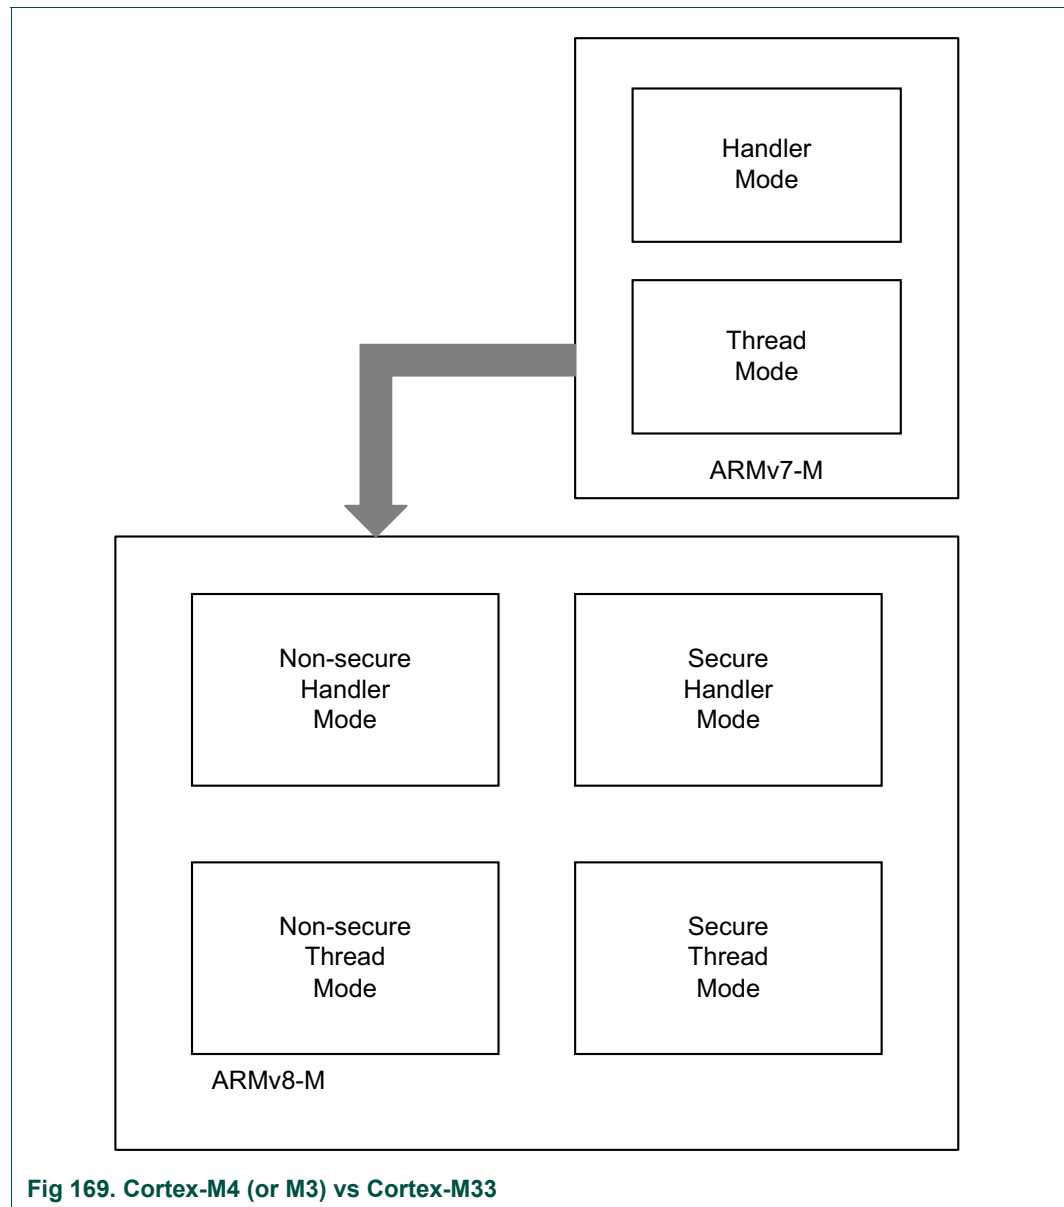 Handler
Mode
Thread
Mode
ARMv7-M
Non-secure
Handler
Mode
Secure
Handler
Mode
Non-secure
Thread
Mode
Secure
Thread
Mode
ARMv8-M
Fig 169. Cortex-M4 (or M3) vs Cortex-M33